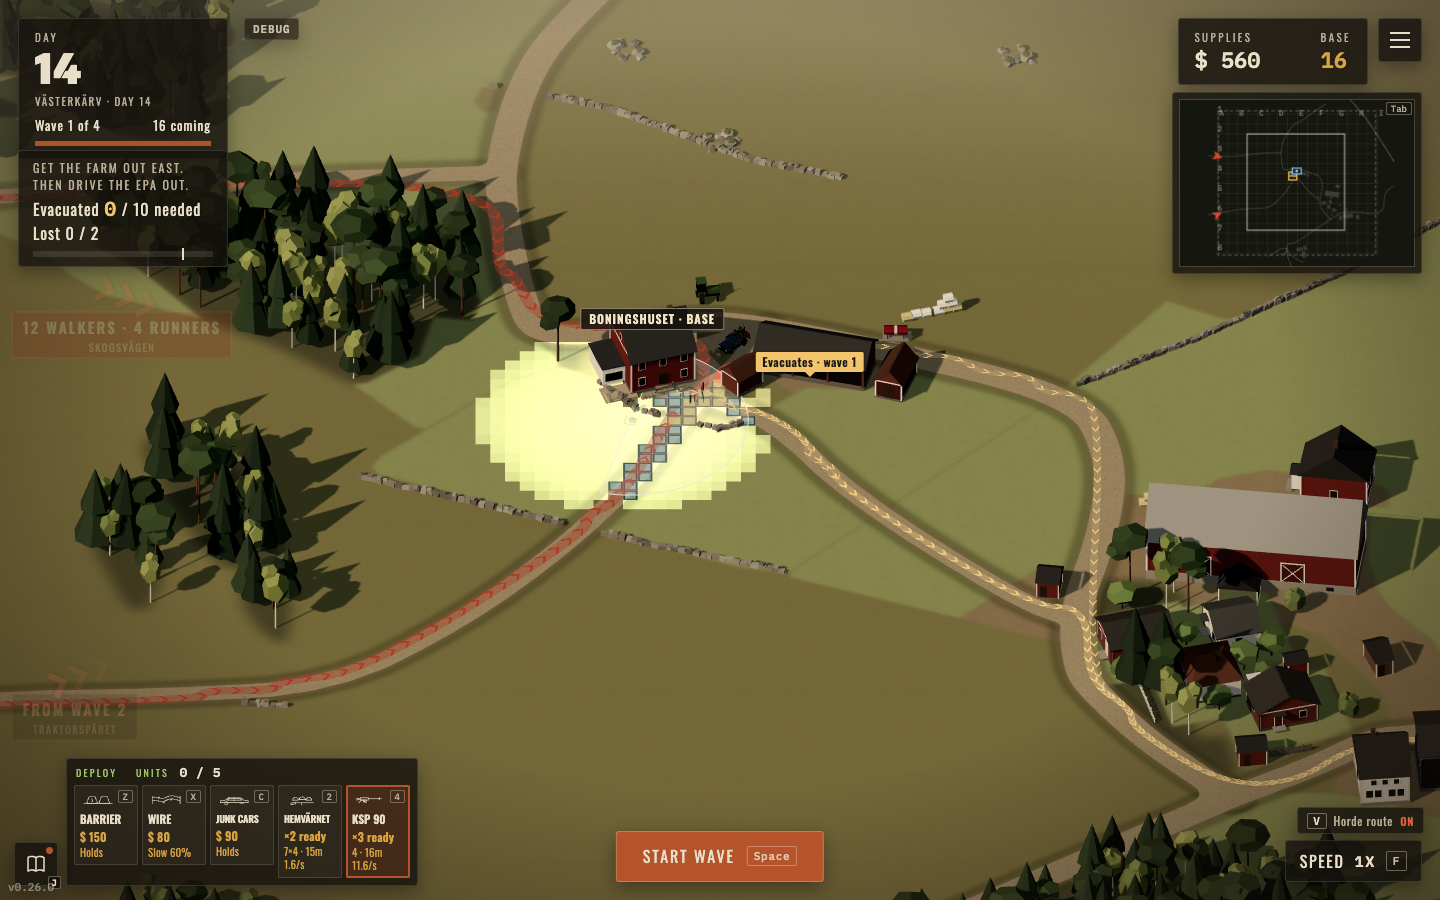 DAY
14
VÄSTERKÄRV · DAY 14
Wave 1 of 4 16 coming
GET THE FARM OUT EAST.
THEN DRIVE THE EPA OUT.
Evacuated 0 / 10 needed
Lost 0 / 2
DEBUG
SUPPLIES BASE
$ 560 16
Tab
A B C D E F G H I
12 WALKERS · 4 RUNNERS
SKOGSVÄGEN
BONINGSHUSET · BASE
Evacuates · wave 1
FROM WAVE 2
TRAKTORSPÅRET
DEPLOY UNITS 0 / 5
Z
BARRIER
$ 150
Holds
X
WIRE
$ 80
Slow 60%
C
JUNK CARS
$ 90
Holds
2
HEMVÄRNET
×2 ready
7×4 · 15m
1.6/s
4
KSP 90
×3 ready
4 · 16m
11.6/s
J
v0.26.0
START WAVE Space
V Horde route ON
SPEED 1X F